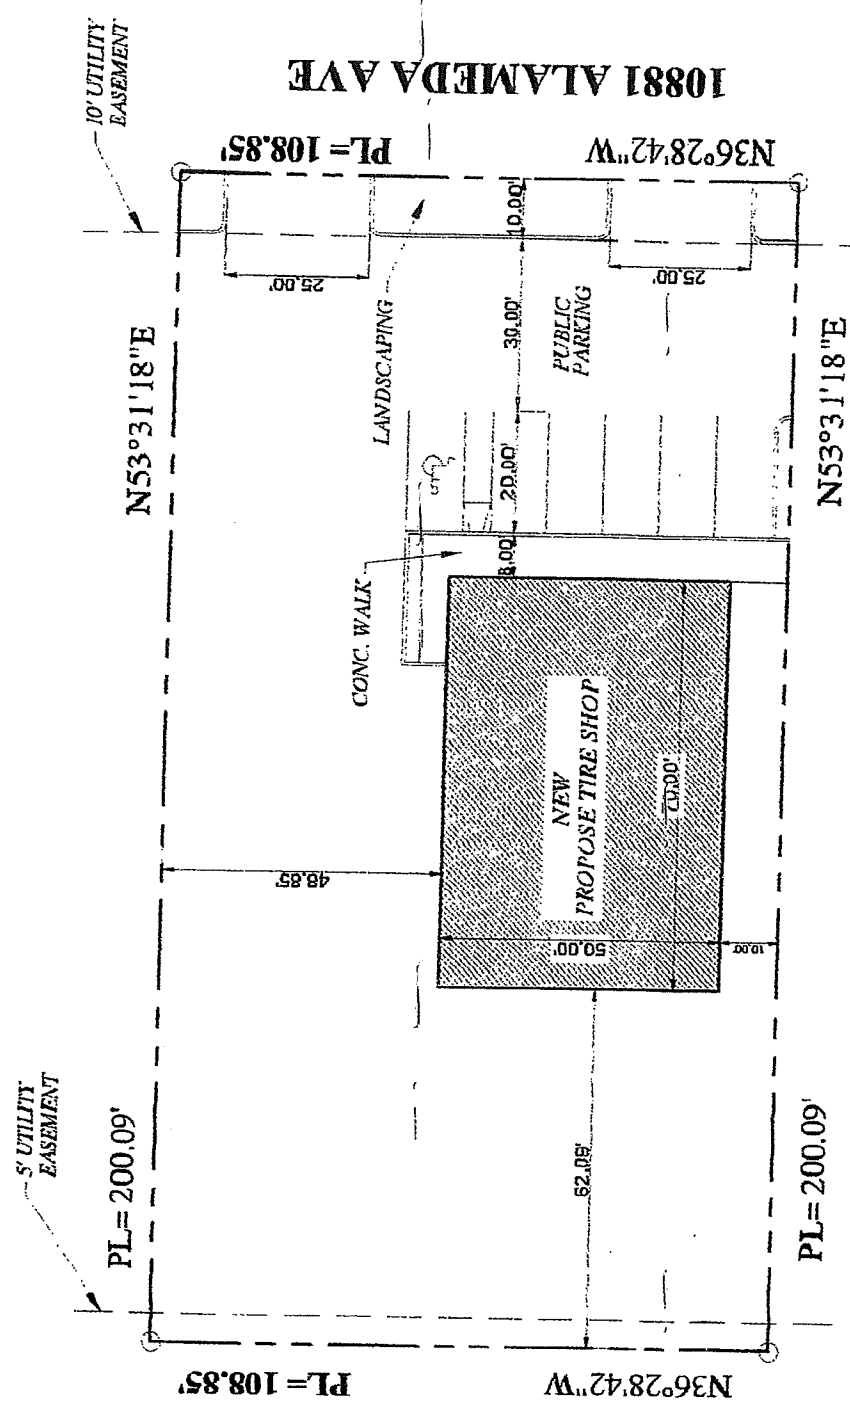 10' UTILITY
EASEMENT
10881 ALAMEDA AVE
PL= 108.85'
N36°28'42"W
25.00'
10.00'
25.00'
LANDSCAPING
30.00'
PUBLIC
PARKING
N53°31'18"E
N53°31'18"E
20.00'
CONC. WALK
8.00'
NEW
PROPOSE TIRE SHOP
48.85'
50.00'
10.00'
5' UTILITY
EASEMENT
62.09'
PL= 200.09'
PL= 200.09'
PL= 108.85'
N36°28'42"W